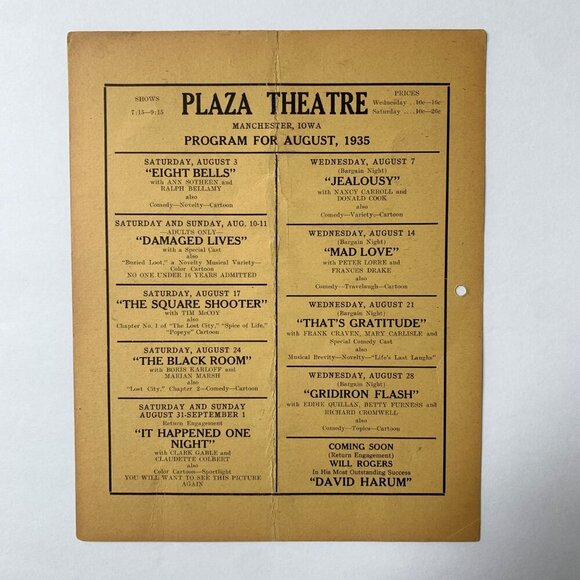 SHOWS
7:15—9:15
PLAZA THEATRE
MANCHESTER, IOWA
PROGRAM FOR AUGUST, 1935
PRICES
Wednesday ..10c—16c
Saturday ....10c—26c
SATURDAY, AUGUST 3
"EIGHT BELLS"
with ANN SOTHERN and
RALPH BELLAMY
also
Comedy—Novelty—Cartoon
SATURDAY AND SUNDAY, AUG. 10-11
—ADULTS ONLY—
"DAMAGED LIVES"
with a Special Cast
also
"Buried Loot," a Novelty Musical Variety—
Color Cartoon
NO ONE UNDER 16 YEARS ADMITTED
SATURDAY, AUGUST 17
"THE SQUARE SHOOTER"
with TIM McCOY
also
Chapter No. 1 of "The Lost City," "Spice of Life,"
"Popeye" Cartoon
SATURDAY, AUGUST 24
"THE BLACK ROOM"
with BORIS KARLOFF and
MARIAN MARSH
also
"Lost City," Chapter 2—Comedy—Cartoon
SATURDAY AND SUNDAY
AUGUST 31-SEPTEMBER 1
Return Engagement
"IT HAPPENED ONE
NIGHT"
with CLARK GABLE and
CLAUDETTE COLBERT
also
Color Cartoon—Sportlight
YOU WILL WANT TO SEE THIS PICTURE
AGAIN
WEDNESDAY, AUGUST 7
(Bargain Night)
"JEALOUSY"
with NANCY CARROLL and
DONALD COOK
also
Comedy—Variety—Cartoon
WEDNESDAY, AUGUST 14
(Bargain Night)
"MAD LOVE"
with PETER LORRE and
FRANCES DRAKE
also
Comedy—Travelaugh—Cartoon
WEDNESDAY, AUGUST 21
(Bargain Night)
"THAT'S GRATITUDE"
with FRANK CRAVEN, MARY CARLISLE and
Special Comedy Cast
also
Musical Brevity—Novelty—"Life's Last Laughs"
WEDNESDAY, AUGUST 28
(Bargain Night)
"GRIDIRON FLASH"
with EDDIE QUILLAN, BETTY FURNESS and
RICHARD CROMWELL
also
Comedy—Topics—Cartoon
COMING SOON
(Return Engagement)
WILL ROGERS
In His Most Outstanding Success
"DAVID HARUM"